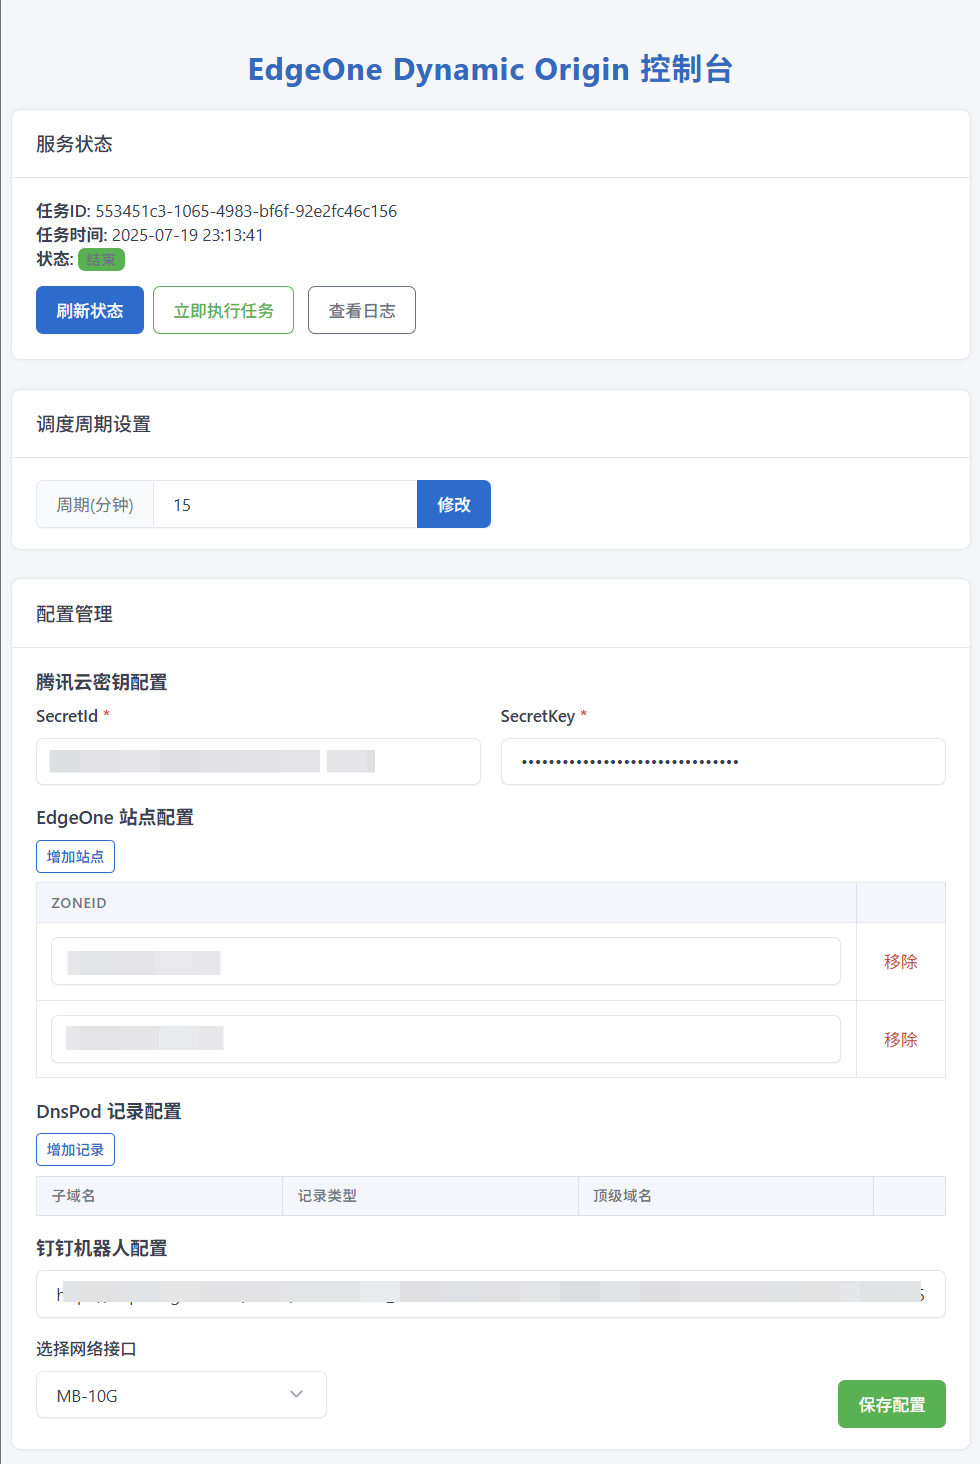 EdgeOne Dynamic Origin 控制台
服务状态
任务ID: 553451c3-1065-4983-bf6f-92e2fc46c156
任务时间: 2025-07-19 23:13:41
状态: 结束
刷新状态 立即执行任务 查看日志
调度周期设置
周期(分钟) 15 修改
配置管理
腾讯云密钥配置
SecretId * SecretKey *
••••••••••••••••••••••••••••••••
EdgeOne 站点配置
增加站点
ZONEID
移除
移除
DnsPod 记录配置
增加记录
子域名 记录类型 顶级域名
钉钉机器人配置
选择网络接口
MB-10G
保存配置